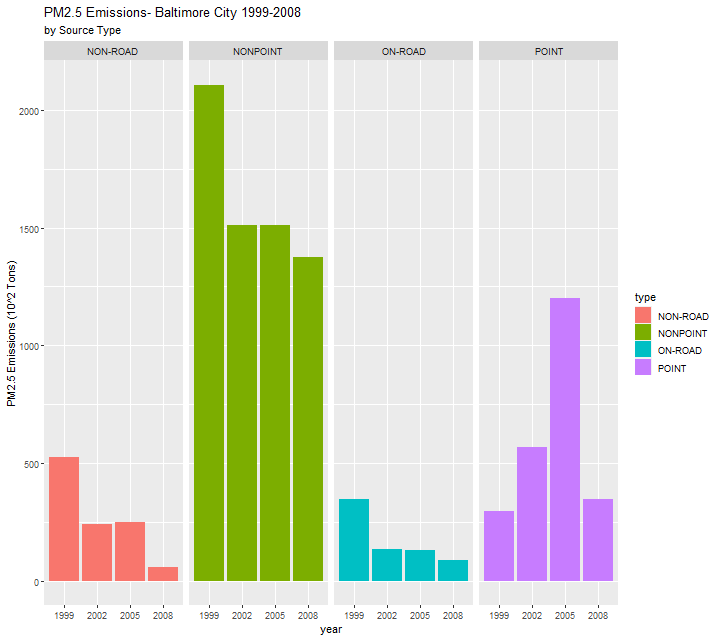 PM2.5 Emissions- Baltimore City 1999-2008
by Source Type
NON-ROAD
NONPOINT
ON-ROAD
POINT
PM2.5 Emissions (10^2 Tons)
2000
1500
1000
500
0
1999 2002 2005 2008
1999 2002 2005 2008
1999 2002 2005 2008
1999 2002 2005 2008
year
type
NON-ROAD
NONPOINT
ON-ROAD
POINT